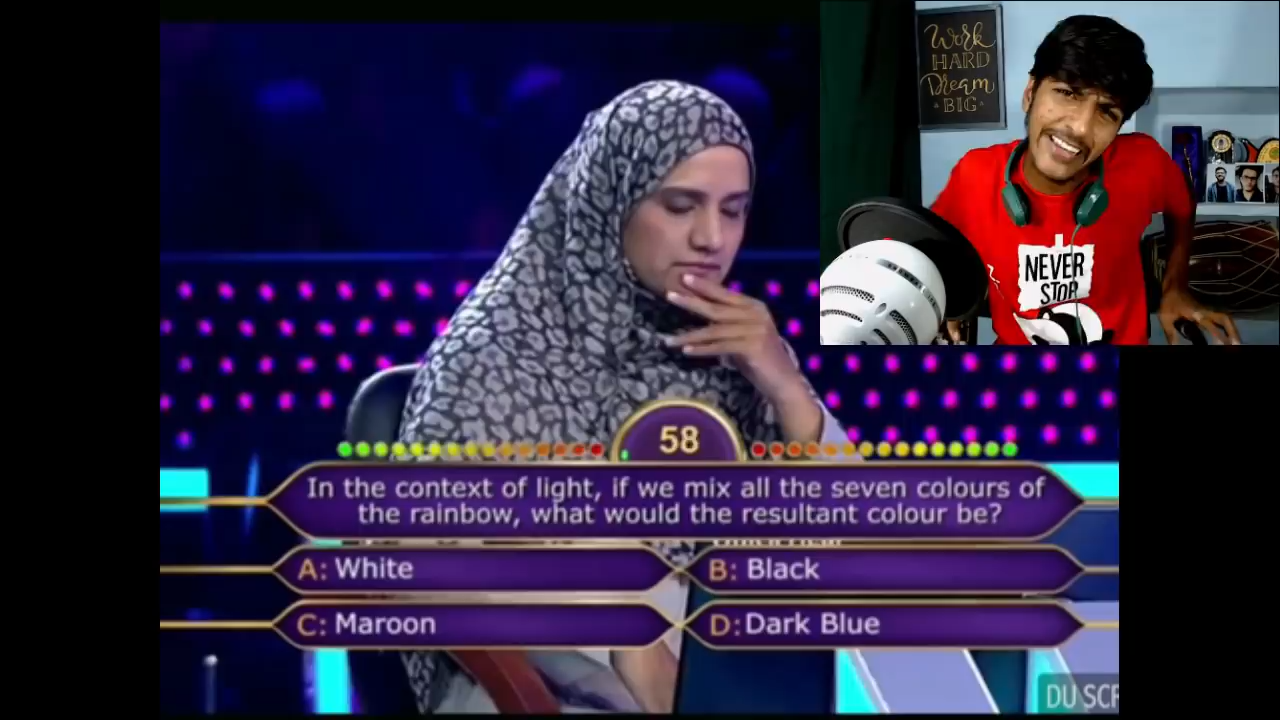 Work
HARD
Dream
BIG
NEVER
STOP
58
In the context of light, if we mix all the seven colours of
the rainbow, what would the resultant colour be?
A: White
B: Black
C: Maroon
D: Dark Blue
DU SCR